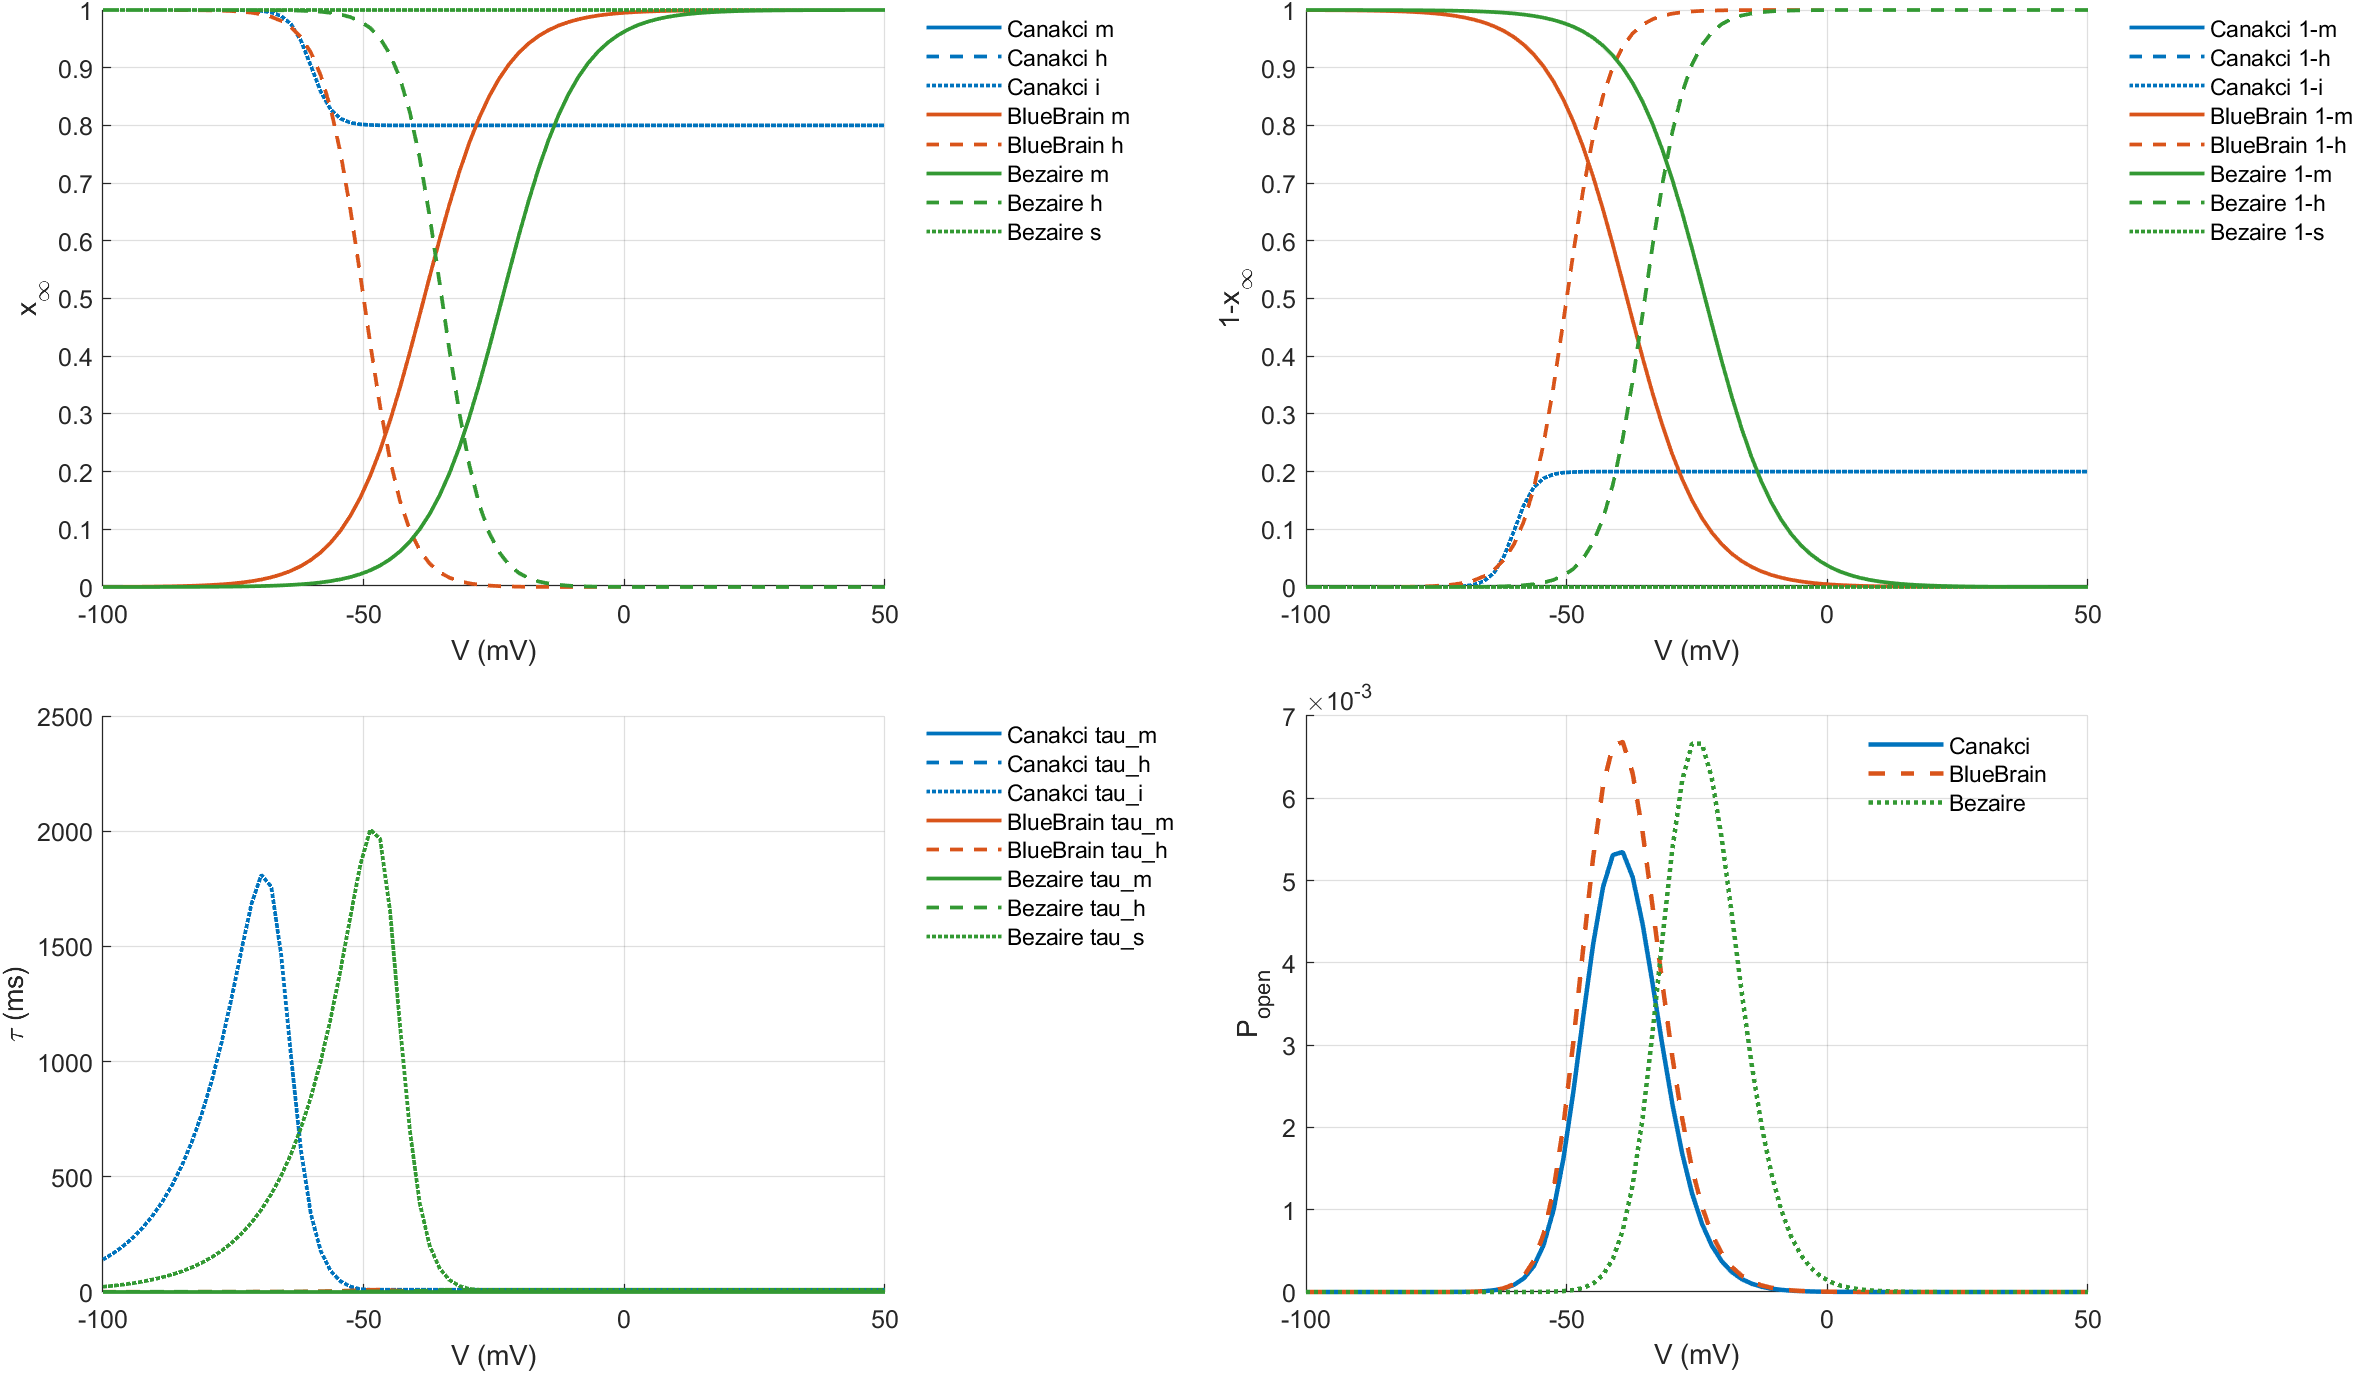 1
0.9
0.8
0.7
0.6
0.5
0.4
0.3
0.2
0.1
0
x∞
-100
-50
0
50
V (mV)
Canakci m
Canakci h
Canakci i
BlueBrain m
BlueBrain h
Bezaire m
Bezaire h
Bezaire s
1
0.9
0.8
0.7
0.6
0.5
0.4
0.3
0.2
0.1
0
1-x∞
-100
-50
0
50
V (mV)
Canakci 1-m
Canakci 1-h
Canakci 1-i
BlueBrain 1-m
BlueBrain 1-h
Bezaire 1-m
Bezaire 1-h
Bezaire 1-s
2500
2000
1500
1000
500
0
τ (ms)
-100
-50
0
50
V (mV)
Canakci tau_m
Canakci tau_h
Canakci tau_i
BlueBrain tau_m
BlueBrain tau_h
Bezaire tau_m
Bezaire tau_h
Bezaire tau_s
×10-3
7
6
5
4
3
2
1
0
Popen
-100
-50
0
50
V (mV)
Canakci
BlueBrain
Bezaire